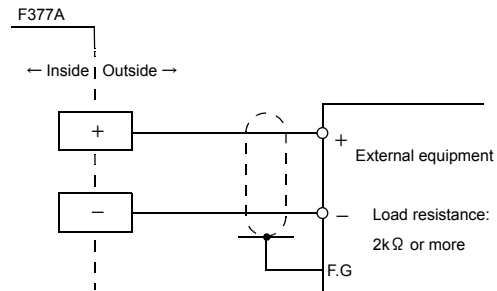 F377A
← Inside Outside →
+
+
External equipment
−
−
Load resistance:
2kΩ or more
F.G